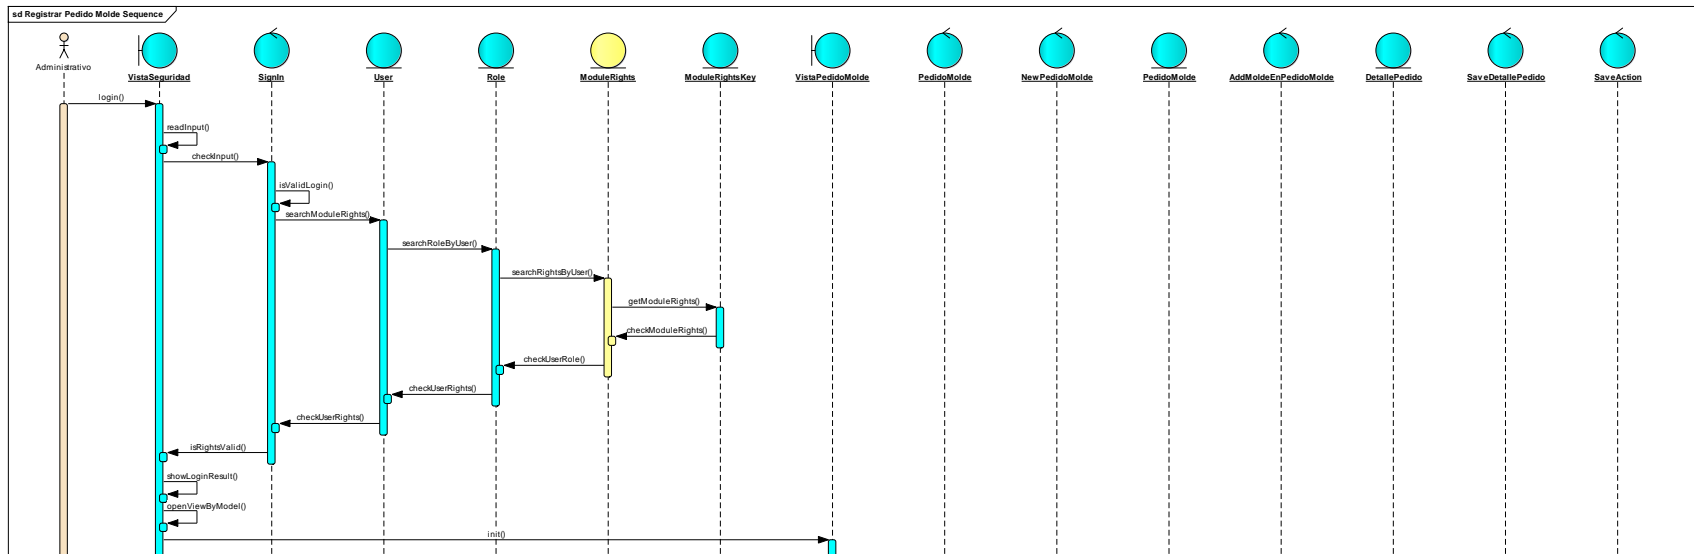 sd Registrar Pedido Molde Sequence
Administrativo
VistaSeguridad
SignIn
User
Role
ModuleRights
ModuleRightsKey
VistaPedidoMolde
PedidoMolde
NewPedidoMolde
PedidoMolde
AddMoldeEnPedidoMolde
DetallePedido
SaveDetallePedido
SaveAction
login()
readInput()
checkInput()
isValidLogin()
searchModuleRights()
searchRoleByUser()
searchRightsByUser()
getModuleRights()
checkModuleRights()
checkUserRole()
checkUserRights()
checkUserRights()
isRightsValid()
showLoginResult()
openViewByModel()
init()